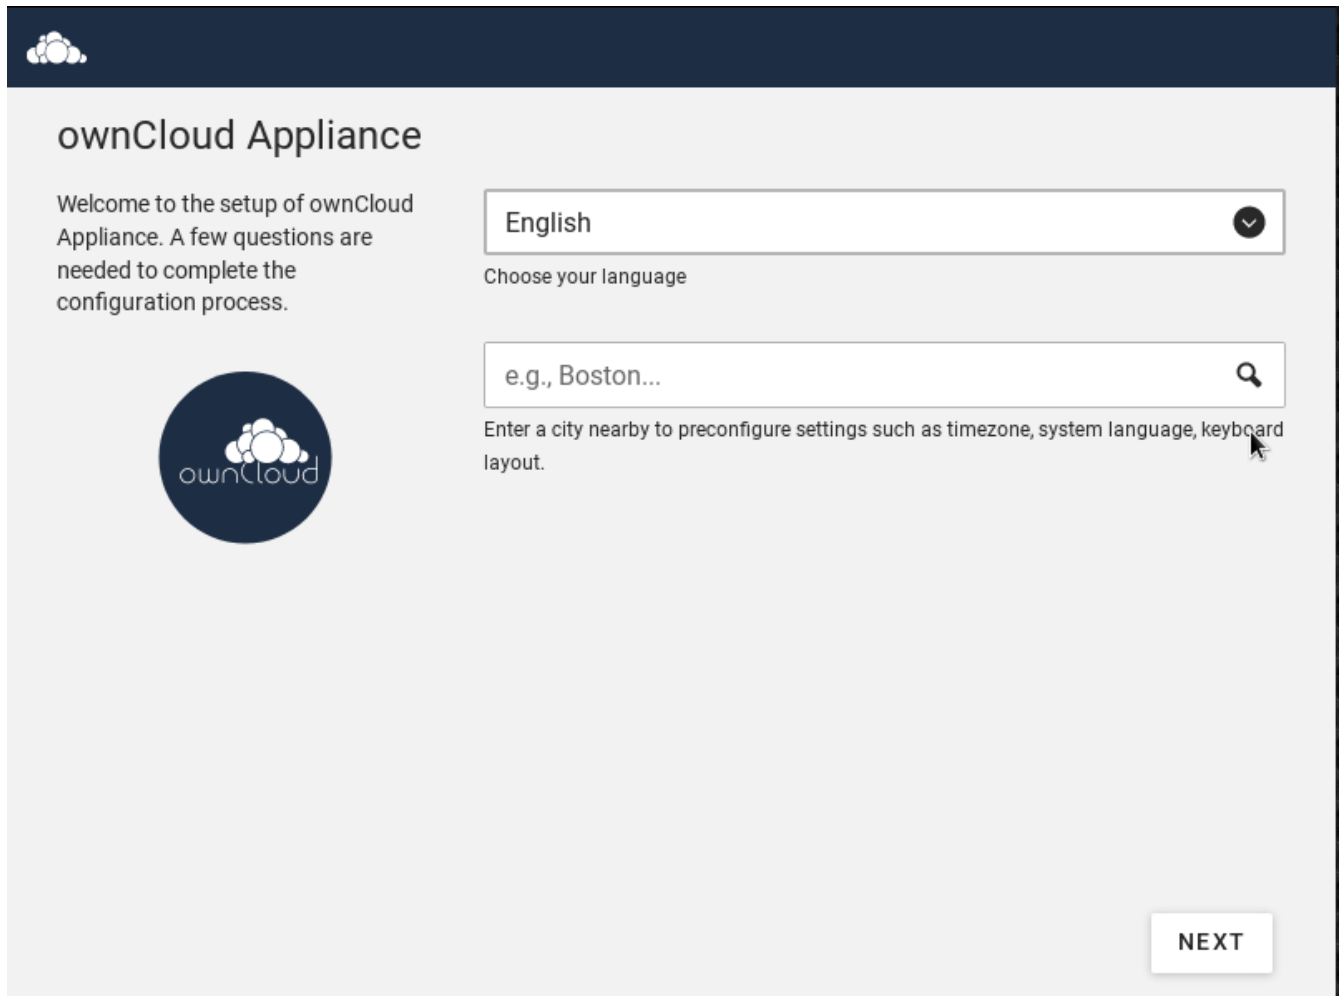 ownCloud Appliance
Welcome to the setup of ownCloud
Appliance. A few questions are
needed to complete the
configuration process.
ownCloud
English
Choose your language
e.g., Boston...
Enter a city nearby to preconfigure settings such as timezone, system language, keyboard
layout.
NEXT